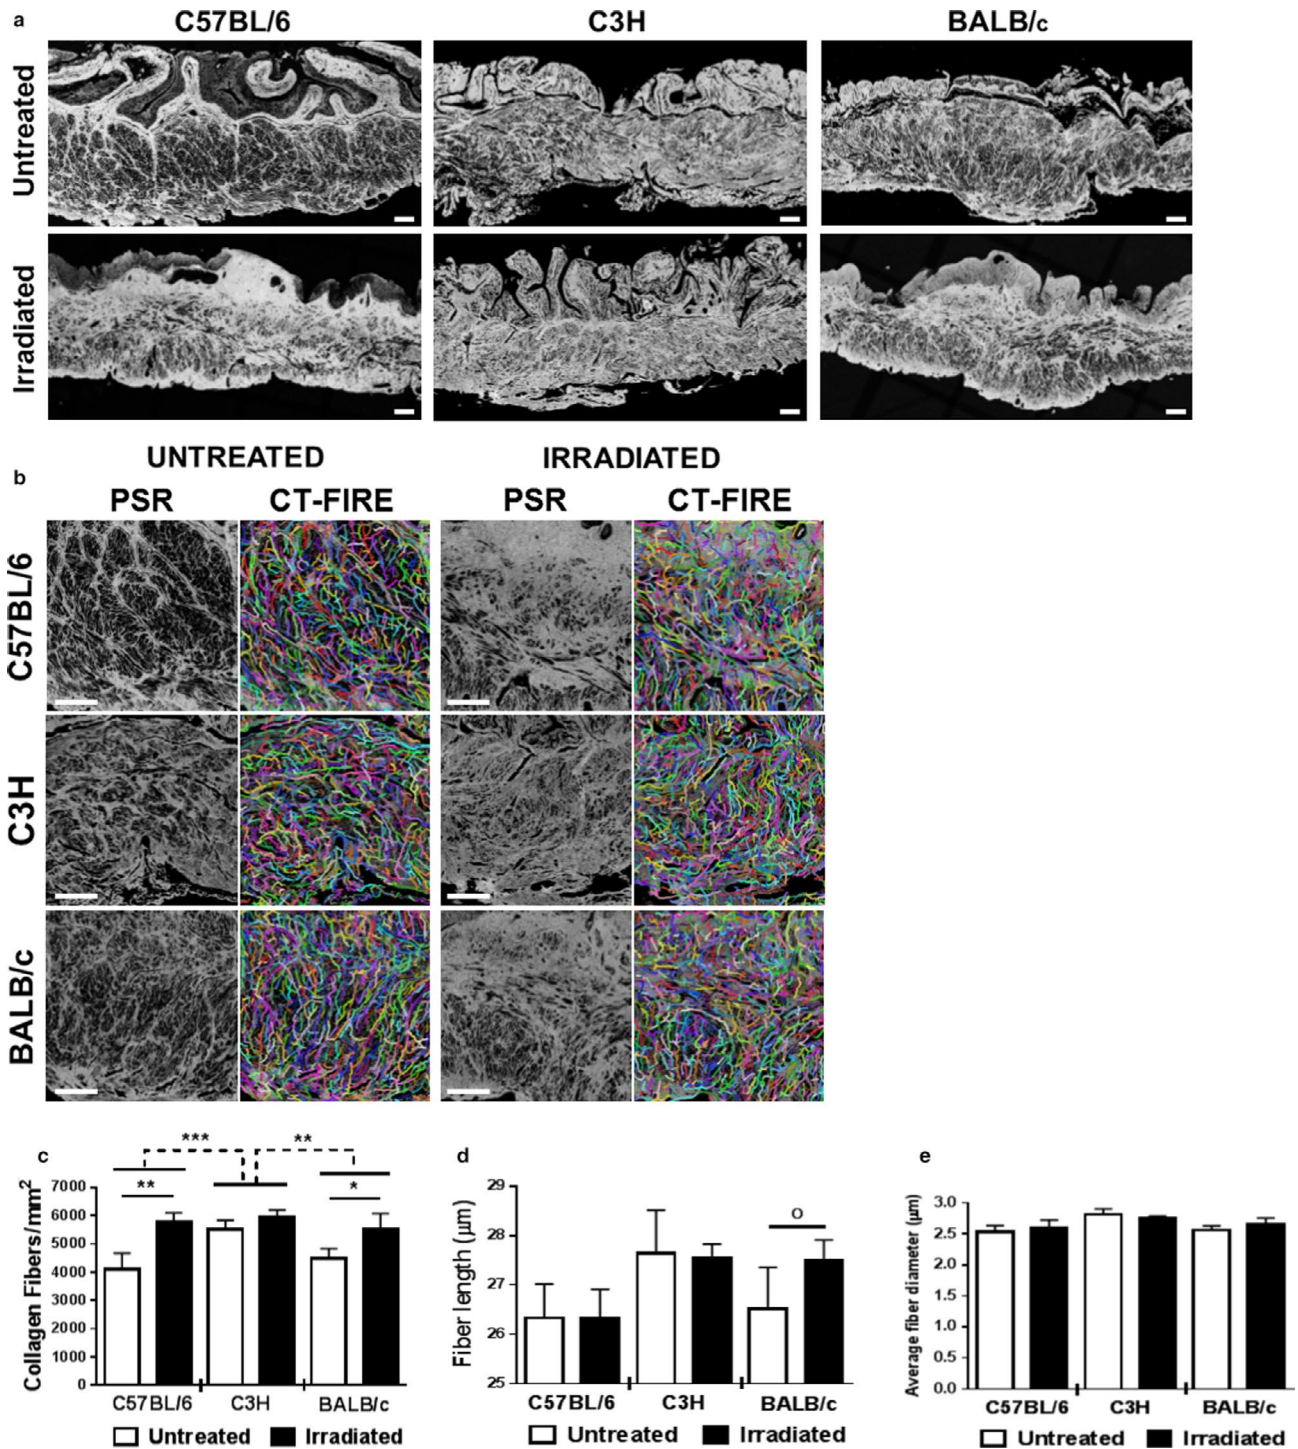 a
C57BL/6 C3H BALB/c
Untreated
Irradiated
b
UNTREATED IRRADIATED
PSR CT-FIRE PSR CT-FIRE
C57BL/6
C3H
BALB/c
c
*** **
** *
Collagen Fibers/mm²
7000
6000
5000
4000
3000
2000
1000
0
C57BL/6 C3H BALB/c
Untreated Irradiated
d
Fiber length (µm)
29
28
27
26
25
o
C57BL/6 C3H BALB/c
Untreated Irradiated
e
Average fiber diameter (µm)
3.0
2.5
2.0
1.5
1.0
0.5
0.0
C57BL/6 C3H BALB/c
Untreated Irradiated